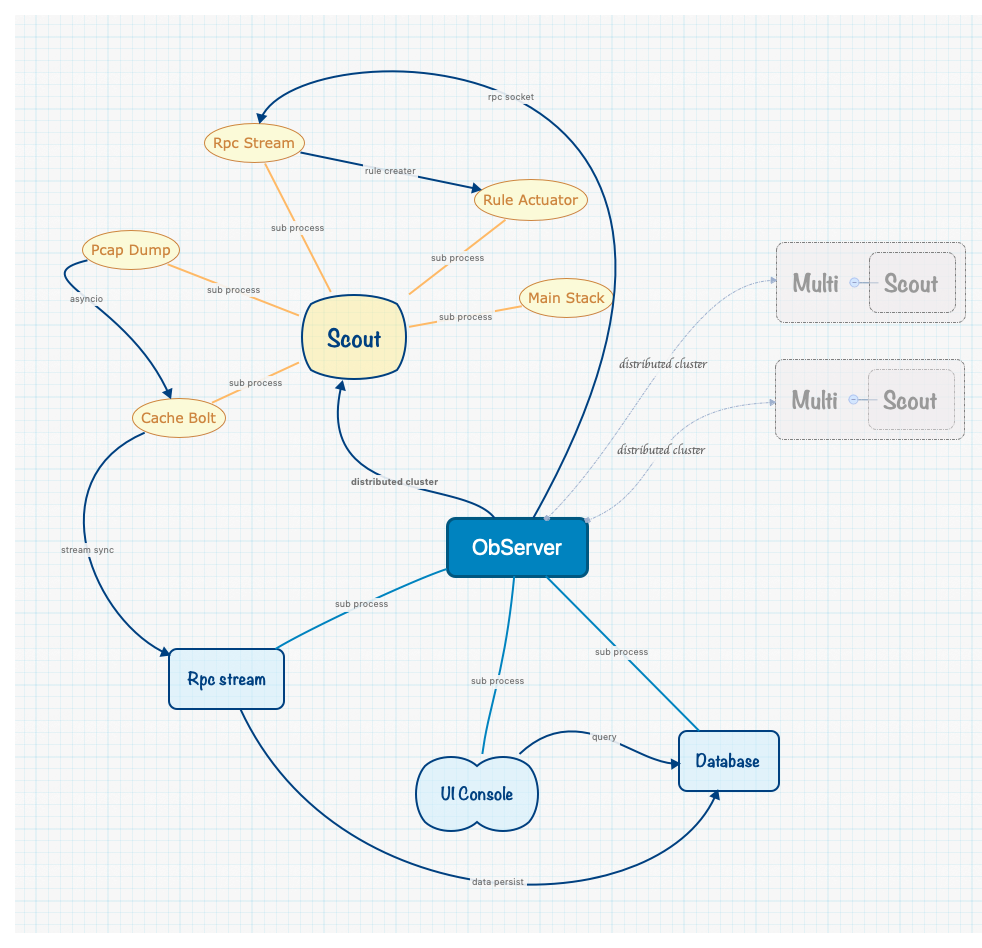 rpc socket
Rpc Stream
rule creater
Rule Actuator
sub process
Pcap Dump
sub process
sub process
Multi
Scout
asyncio
Main Stack
sub process
Scout
distributed cluster
sub process
Cache Bolt
Multi
Scout
distributed cluster
distributed cluster
stream sync
ObServer
sub process
sub process
Rpc stream
sub process
query
Database
UI Console
data persist